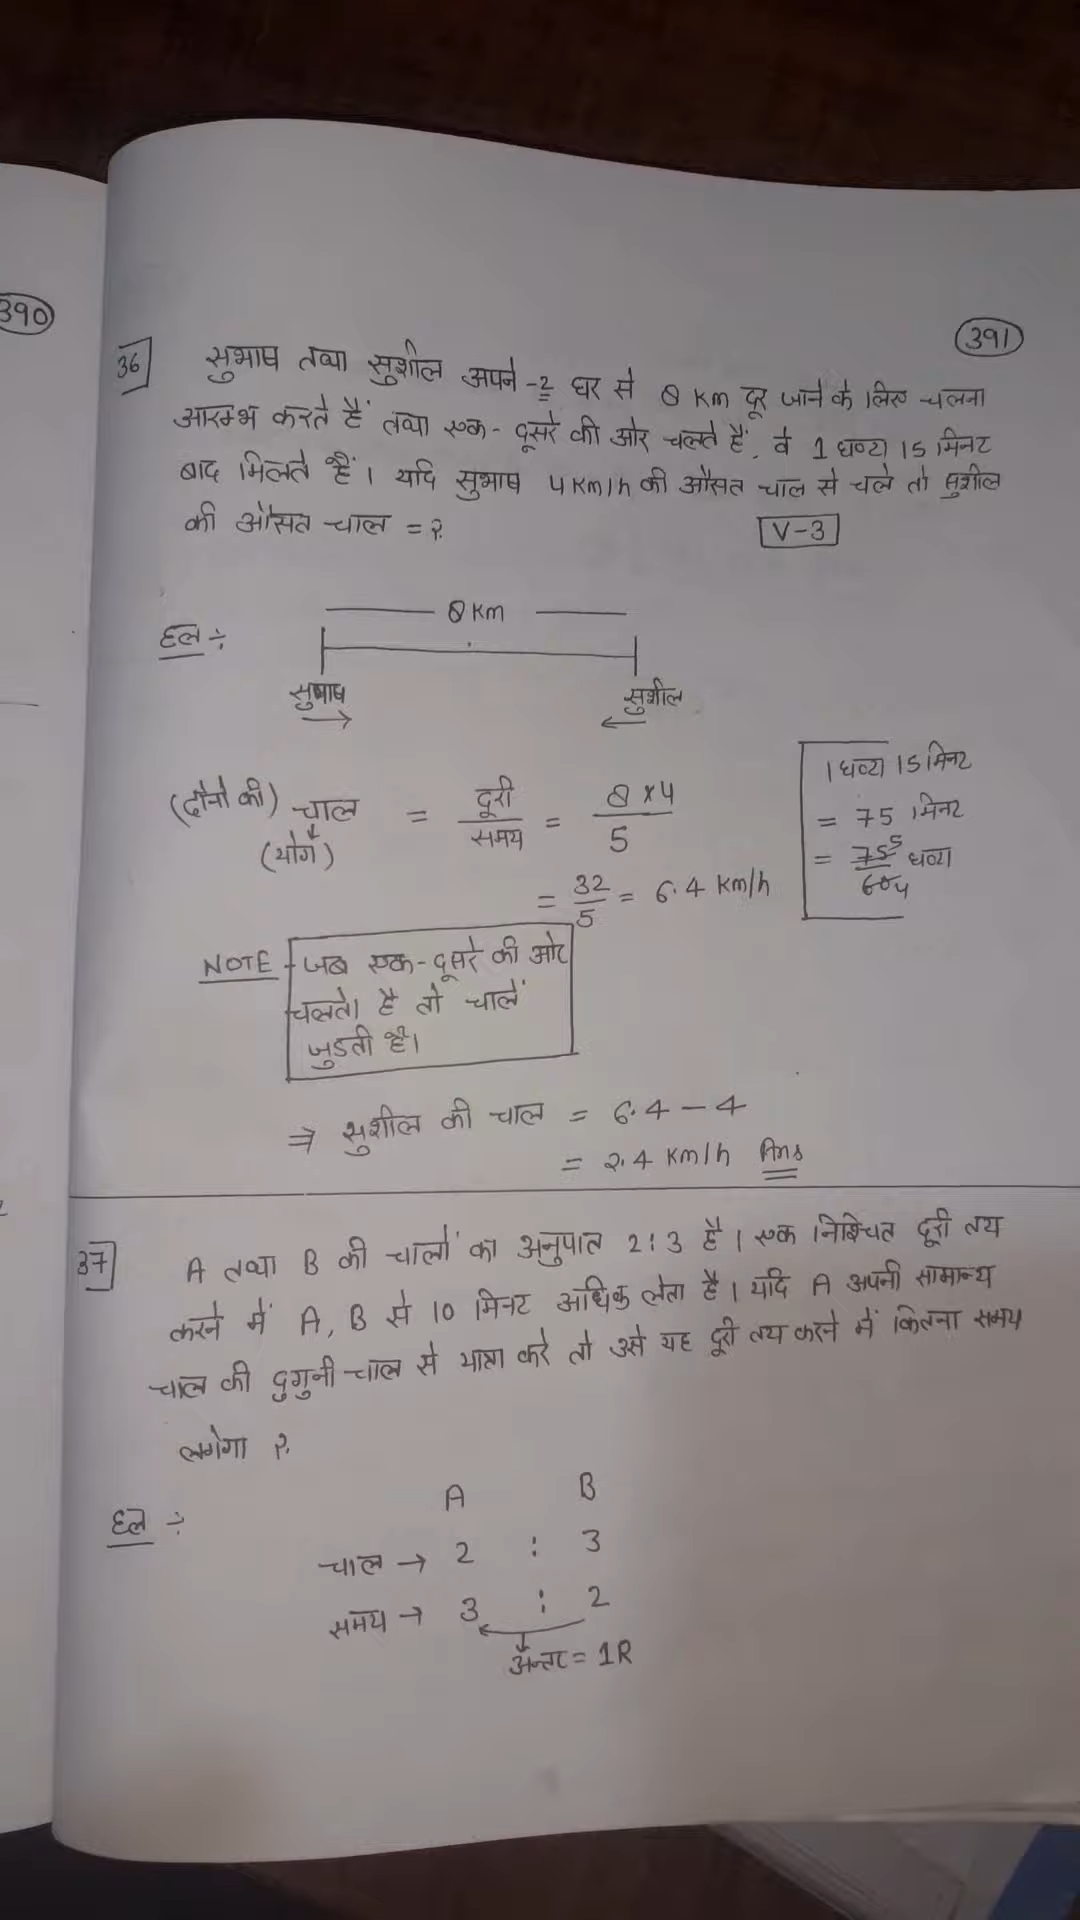 390
391
36 सुभाष तथा सुशील अपने-2 घर से 8 Km दूर जाने के लिए चलना
आरम्भ करते हैं तथा एक-दूसरे की ओर चलते हैं, वे 1 घण्टा 15 मिनट
बाद मिलते हैं। यदि सुभाष 4 Km/h की औसत चाल से चले तो सुशील
की औसत चाल = ?
V-3
हल ÷
8 Km
सुभाष सुशील
→ ←
(दोनो की) चाल = दूरी/समय = 8×4/5
(योग)
= 32/5 = 6.4 Km/h
1 घण्टा 15 मिनट
= 75 मिनट
= 75/60 5/4 घण्टा
NOTE - जब एक-दूसरे की ओर
चलते है तो चालें
जुडती है।
⇒ सुशील की चाल = 6.4 - 4
= 2.4 Km/h Ans
37 A तथा B की चालों का अनुपात 2:3 है। एक निश्चित दूरी तय
करने में A, B से 10 मिनट अधिक लेता है। यदि A अपनी सामान्य
चाल की दुगुनी चाल से यात्रा करे तो उसे यह दूरी तय करने में कितना समय
लगेगा ?
हल ÷
A B
चाल → 2 : 3
समय → 3 : 2
अन्तर = 1R